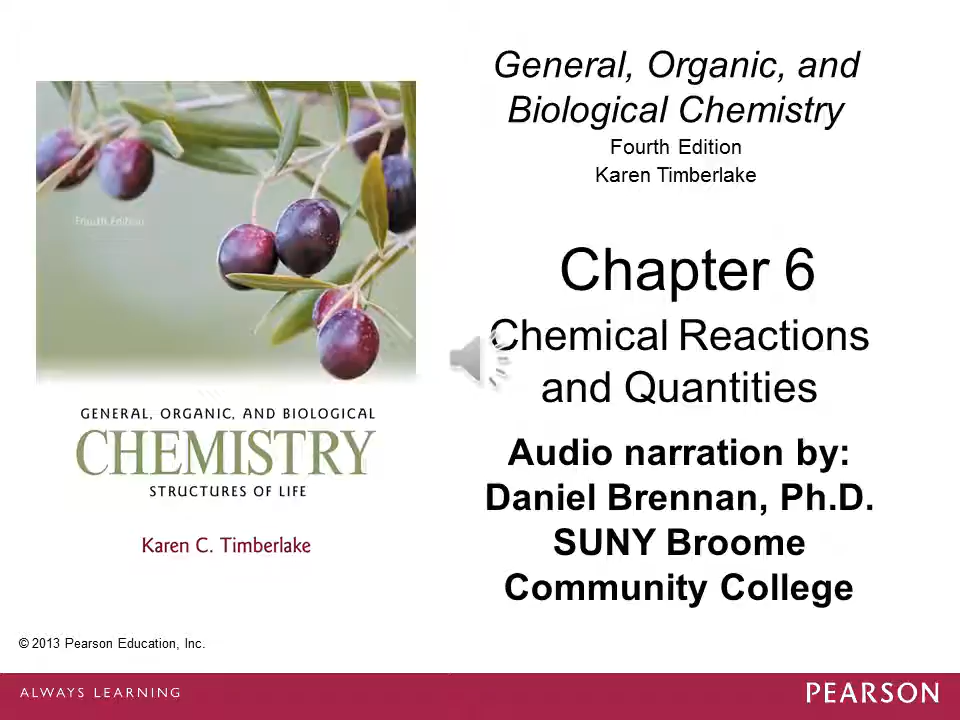 General, Organic, and
Biological Chemistry
Fourth Edition
Karen Timberlake
Fourth Edition
Chapter 6
Chemical Reactions
and Quantities
GENERAL, ORGANIC, AND BIOLOGICAL
CHEMISTRY
STRUCTURES OF LIFE
Karen C. Timberlake
Audio narration by:
Daniel Brennan, Ph.D.
SUNY Broome
Community College
© 2013 Pearson Education, Inc.
ALWAYS LEARNING
PEARSON